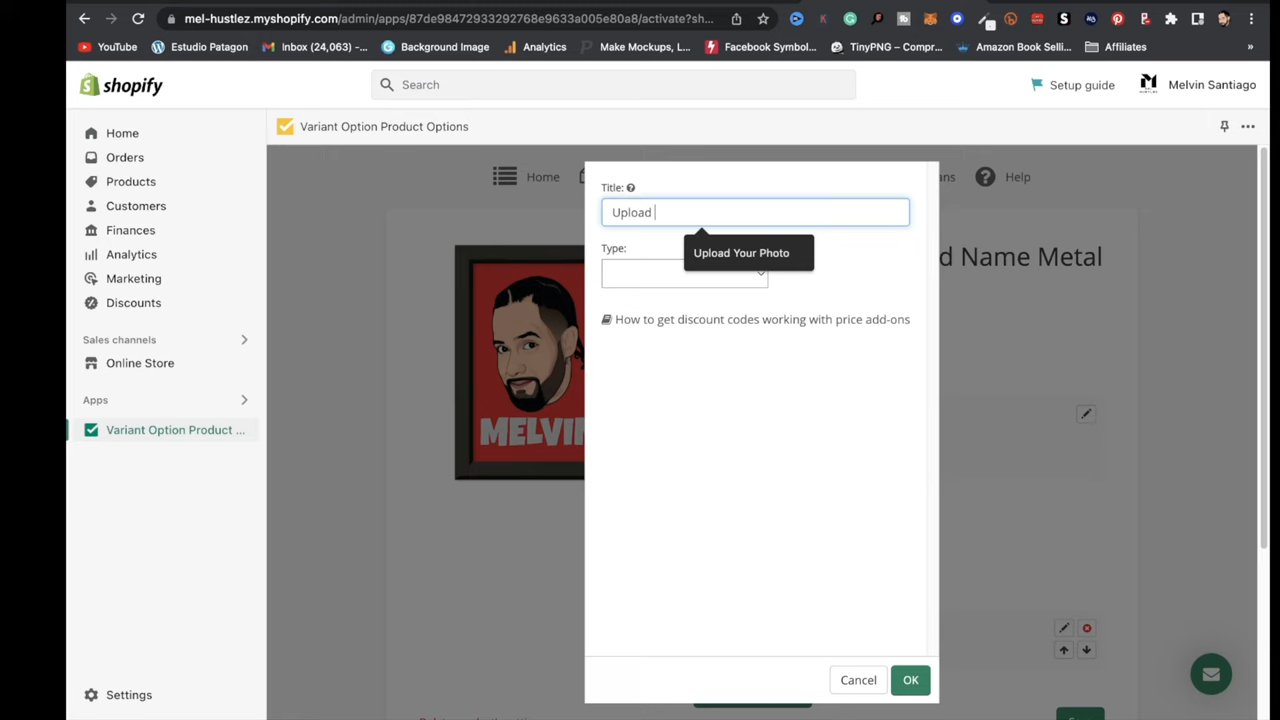 mel-hustlez.myshopify.com/admin/apps/87de98472933292768e9633a005e80a8/activate?sh...
YouTube
Estudio Patagon
Inbox (24,063) -...
Background Image
Analytics
Make Mockups, L...
Facebook Symbol...
TinyPNG – Compr...
Amazon Book Selli...
Affiliates
»
shopify
Search
Setup guide
Melvin Santiago
Home
Orders
Products
Customers
Finances
Analytics
Marketing
Discounts
Sales channels
Online Store
Apps
Variant Option Product ...
Settings
Variant Option Product Options
Home
ans
Help
d Name Metal
MELVIN
Title:
Upload
Upload Your Photo
Type:
How to get discount codes working with price add-ons
Cancel
OK